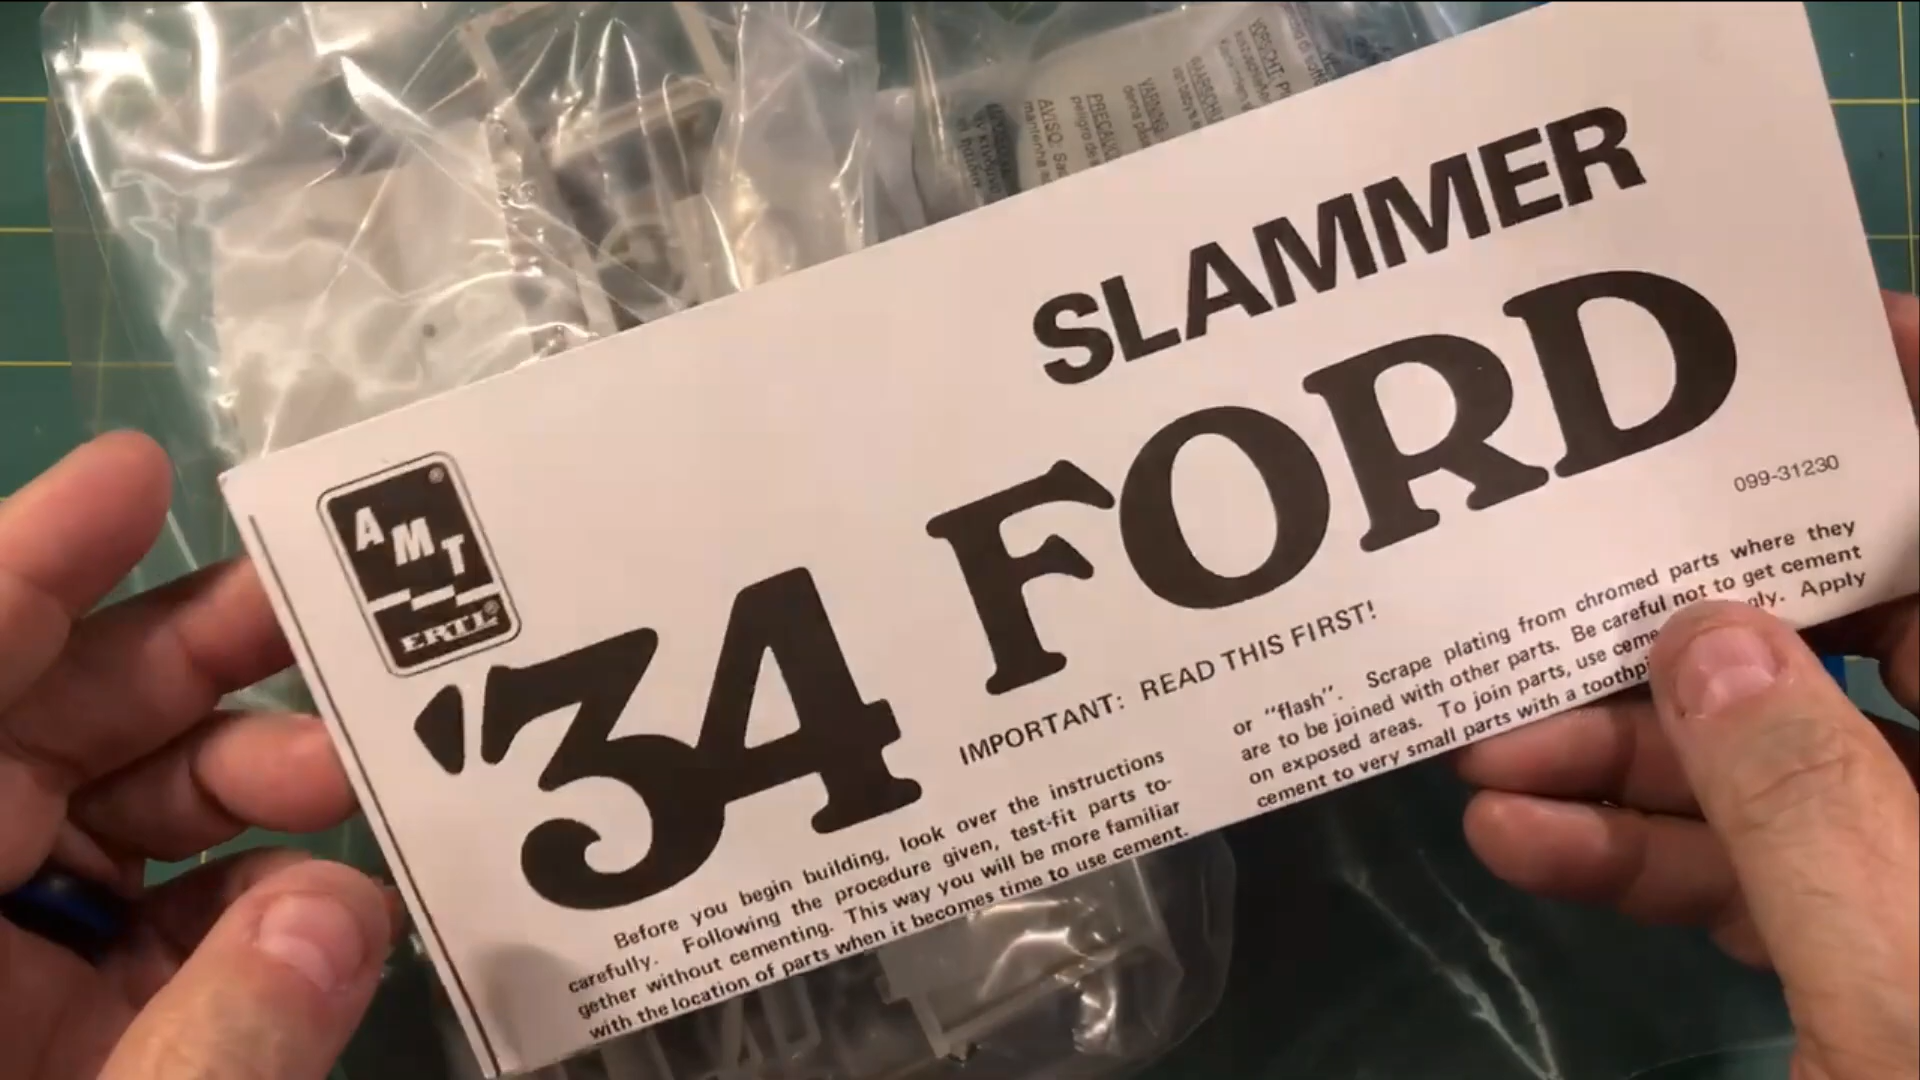 SLAMMER
'34 FORD
099-31230
AMT
ERTL
IMPORTANT: READ THIS FIRST!
Before you begin building, look over the instructions
carefully. Following the procedure given, test-fit parts to-
gether without cementing. This way you will be more familiar
with the location of parts when it becomes time to use cement.
or "flash". Scrape plating from chromed parts where they
are to be joined with other parts. Be careful not to get cement
on exposed areas. To join parts, use Apply
cement to very small parts with a
AVISO: